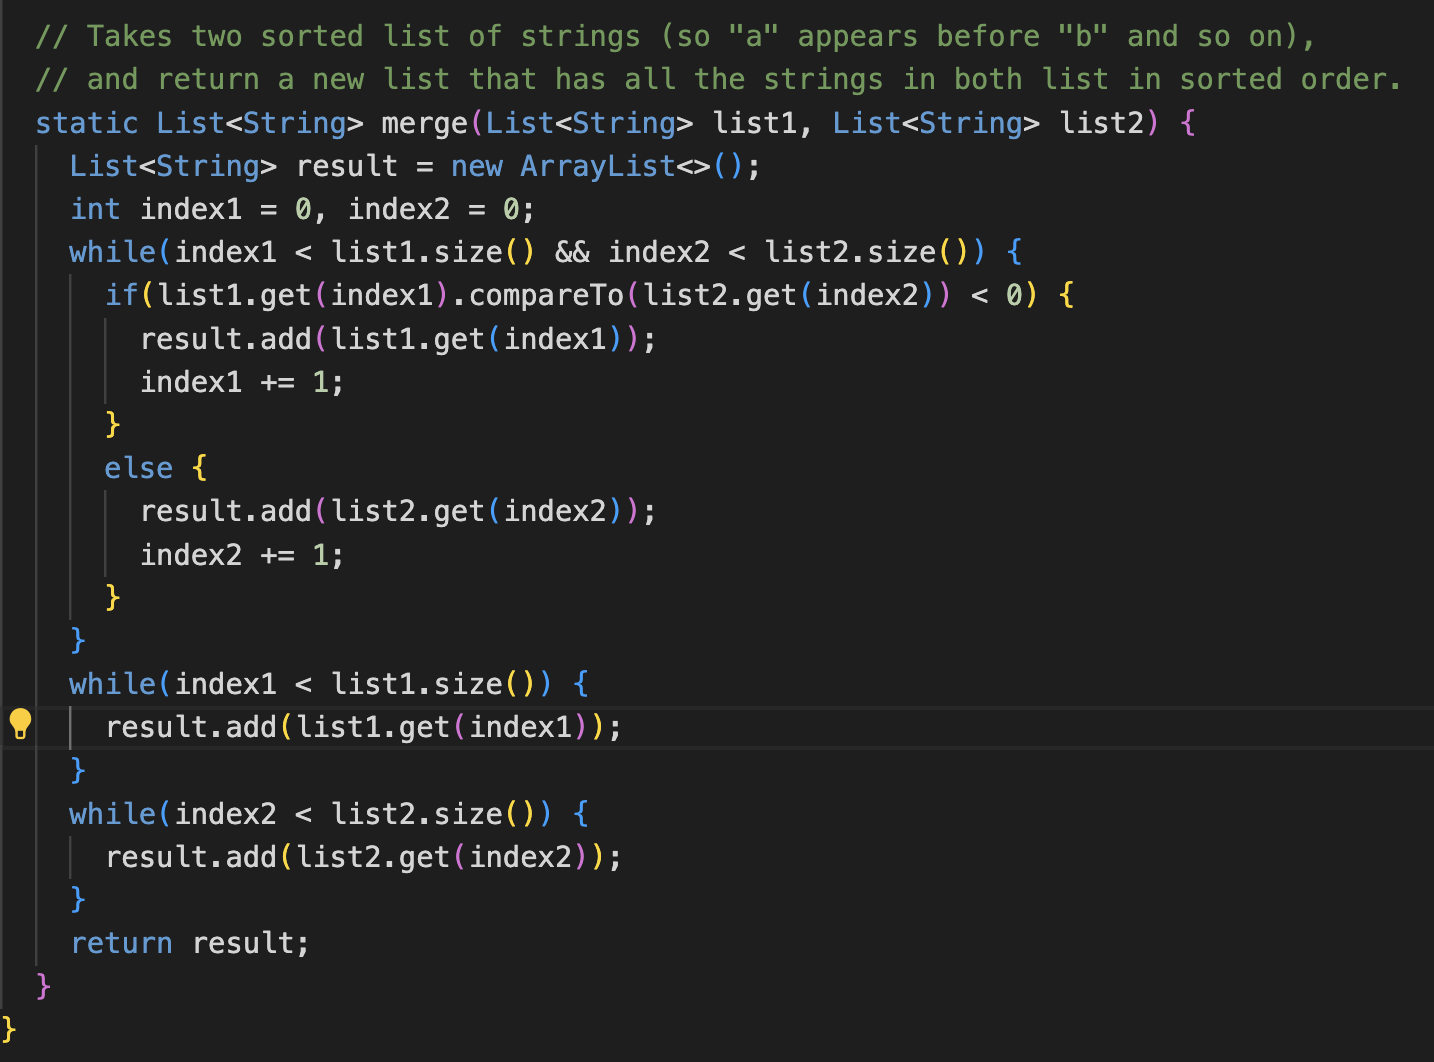 // Takes two sorted list of strings (so "a" appears before "b" and so on),
// and return a new list that has all the strings in both list in sorted order.
static List<String> merge(List<String> list1, List<String> list2) {
  List<String> result = new ArrayList<>();
  int index1 = 0, index2 = 0;
  while(index1 < list1.size() && index2 < list2.size()) {
    if(list1.get(index1).compareTo(list2.get(index2)) < 0) {
      result.add(list1.get(index1));
      index1 += 1;
    }
    else {
      result.add(list2.get(index2));
      index2 += 1;
    }
  }
  while(index1 < list1.size()) {
    result.add(list1.get(index1));
  }
  while(index2 < list2.size()) {
    result.add(list2.get(index2));
  }
  return result;
}
}